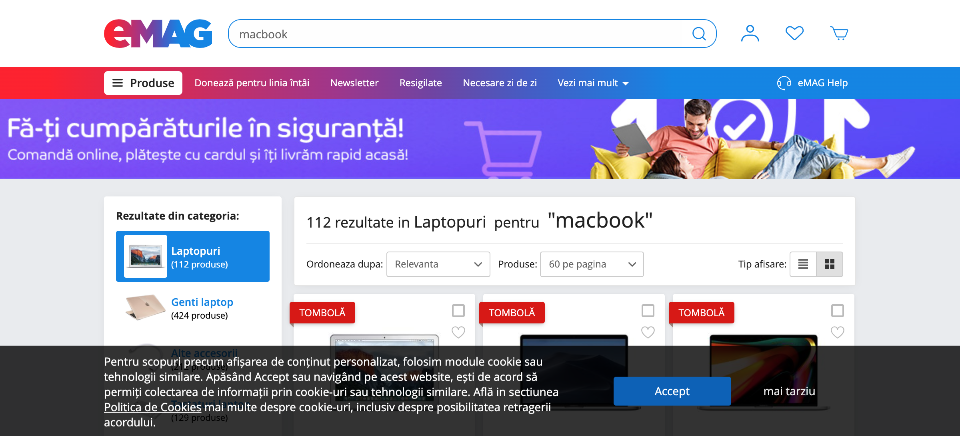 eMAG
macbook
Produse
Donează pentru linia întâi
Newsletter
Resigilate
Necesare zi de zi
Vezi mai mult
eMAG Help
Fă-ți cumpărăturile în siguranță!
Comandă online, plătește cu cardul și îți livrăm rapid acasă!
Rezultate din categoria:
Laptopuri
(112 produse)
Genti laptop
(424 produse)
Alte accesorii
(129 produse)
112 rezultate in Laptopuri pentru "macbook"
Ordoneaza dupa: Relevanta
Produse: 60 pe pagina
Tip afisare:
TOMBOLĂ
TOMBOLĂ
TOMBOLĂ
Pentru scopuri precum afișarea de conținut personalizat, folosim module cookie sau
tehnologii similare. Apăsând Accept sau navigând pe acest website, ești de acord să
permiți colectarea de informații prin cookie-uri sau tehnologii similare. Află in sectiunea
Politica de Cookies mai multe despre cookie-uri, inclusiv despre posibilitatea retragerii
acordului.
Accept
mai tarziu